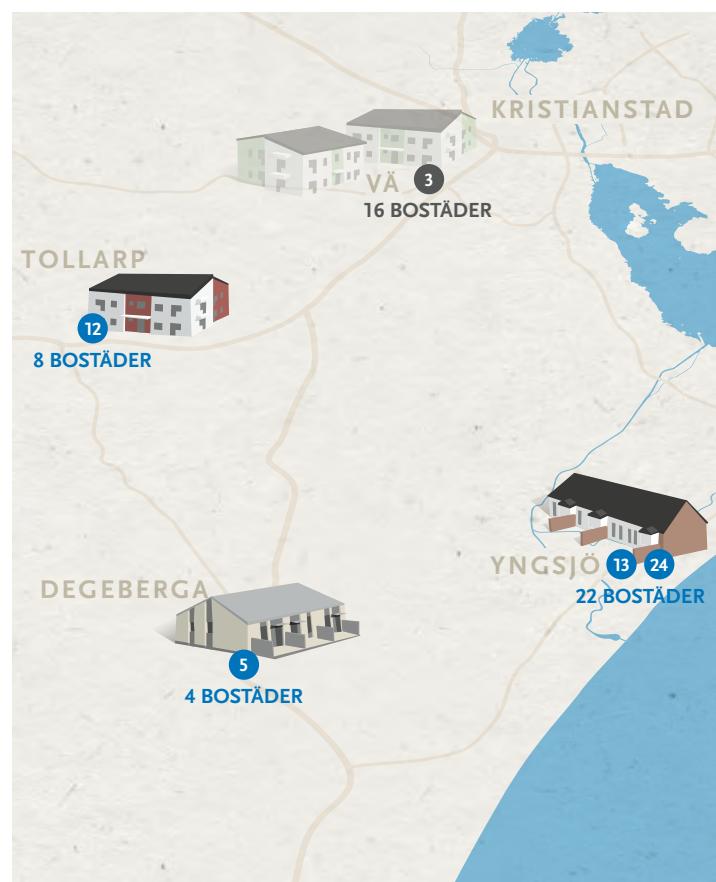 KRISTIANSTAD
VÄ 3
16 BOSTÄDER
TOLLARP
12
8 BOSTÄDER
YNGSJÖ 13 24
22 BOSTÄDER
DEGEBERGA
5
4 BOSTÄDER